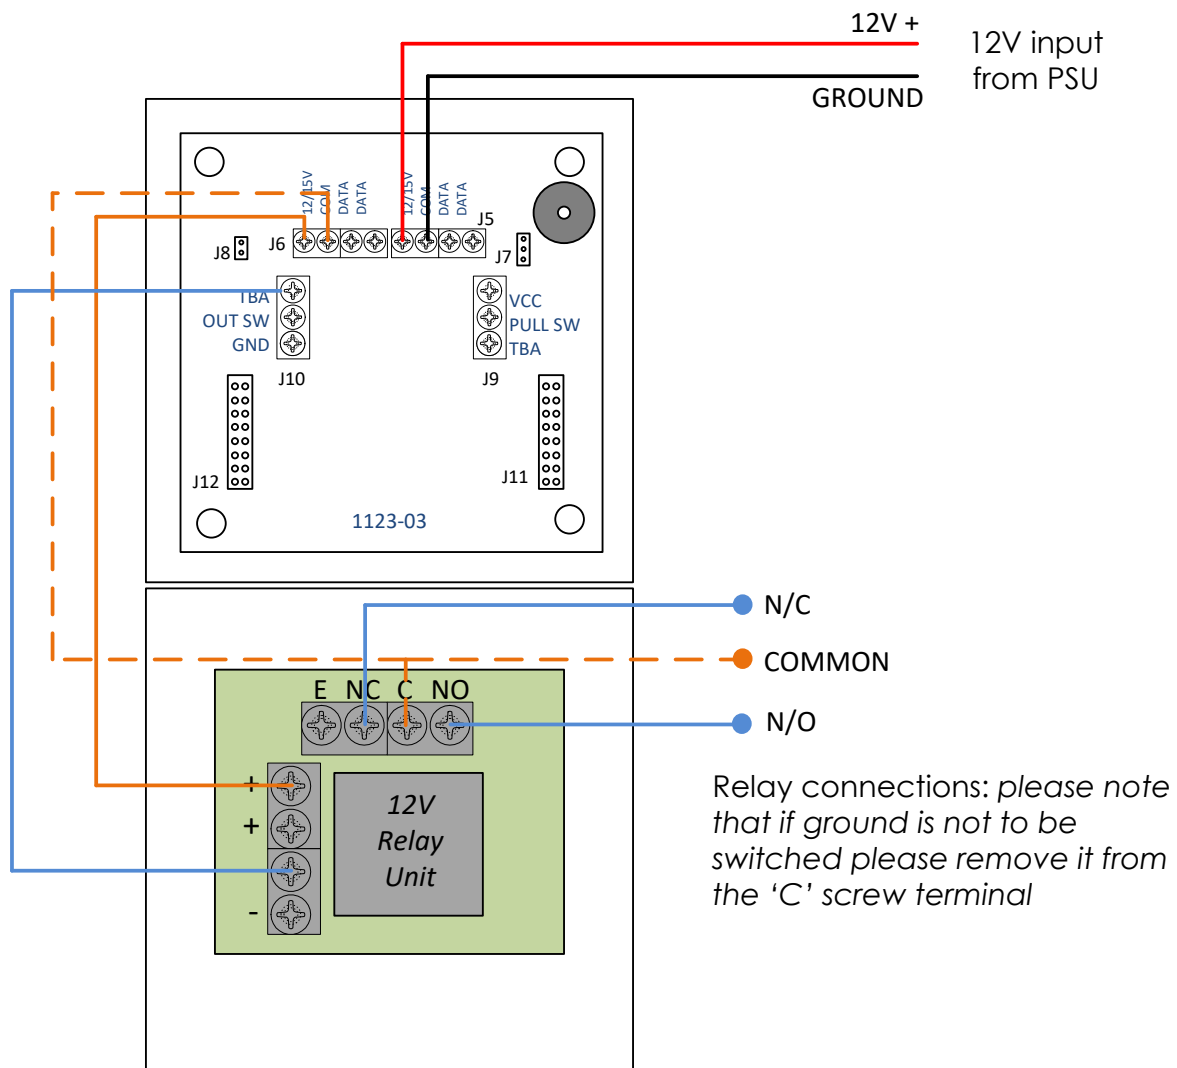 12V +
12V input
from PSU
GROUND
12/15V
COM
DATA
DATA
12/15V
COM
DATA
DATA
J5
J6
J8
J7
TBA
OUT SW
GND
VCC
PULL SW
TBA
J10
J9
J12
J11
1123-03
N/C
COMMON
N/O
E NC C NO
+
+
-
12V
Relay
Unit
Relay connections: please note
that if ground is not to be
switched please remove it from
the ‘C’ screw terminal